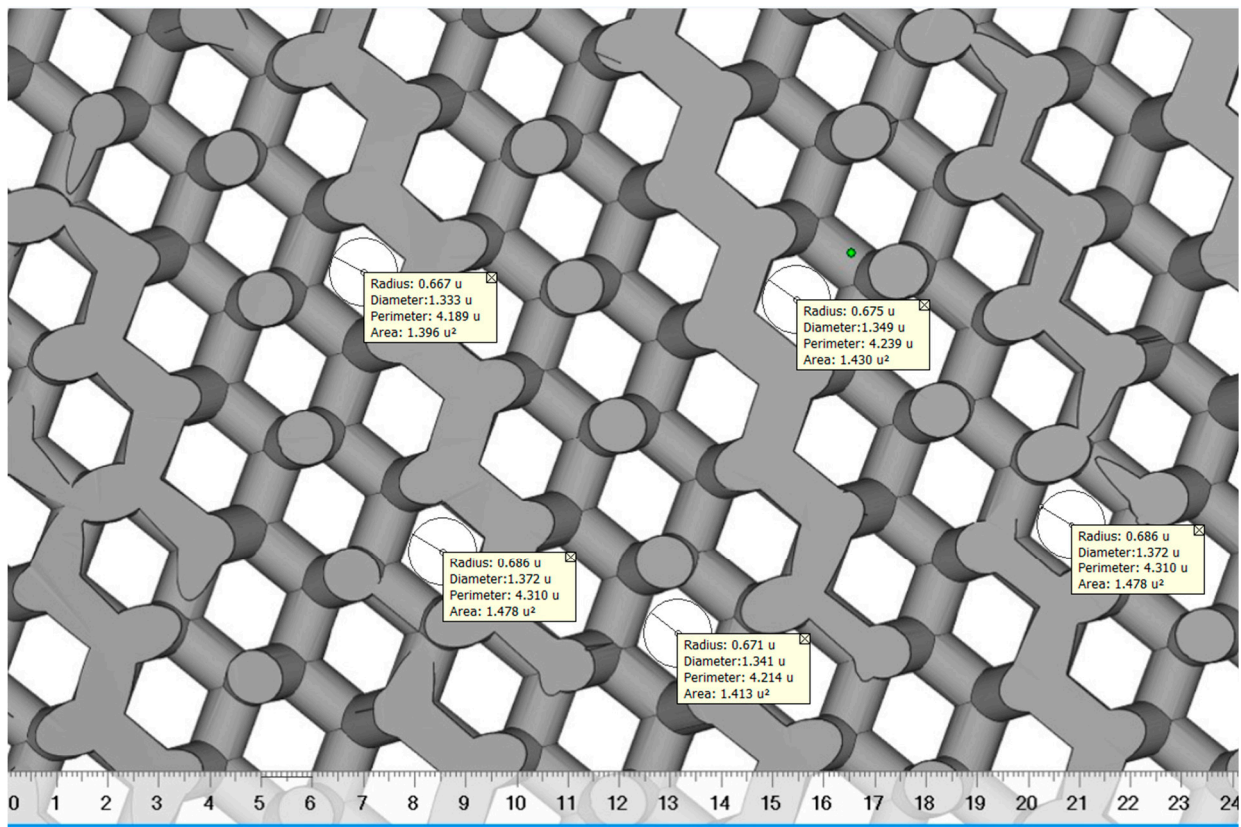 Radius: 0.667 u
Diameter:1.333 u
Perimeter: 4.189 u
Area: 1.396 u²
Radius: 0.675 u
Diameter:1.349 u
Perimeter: 4.239 u
Area: 1.430 u²
Radius: 0.686 u
Diameter:1.372 u
Perimeter: 4.310 u
Area: 1.478 u²
Radius: 0.686 u
Diameter:1.372 u
Perimeter: 4.310 u
Area: 1.478 u²
Radius: 0.671 u
Diameter:1.341 u
Perimeter: 4.214 u
Area: 1.413 u²
0 1 2 3 4 5 6 7 8 9 10 11 12 13 14 15 16 17 18 19 20 21 22 23 24